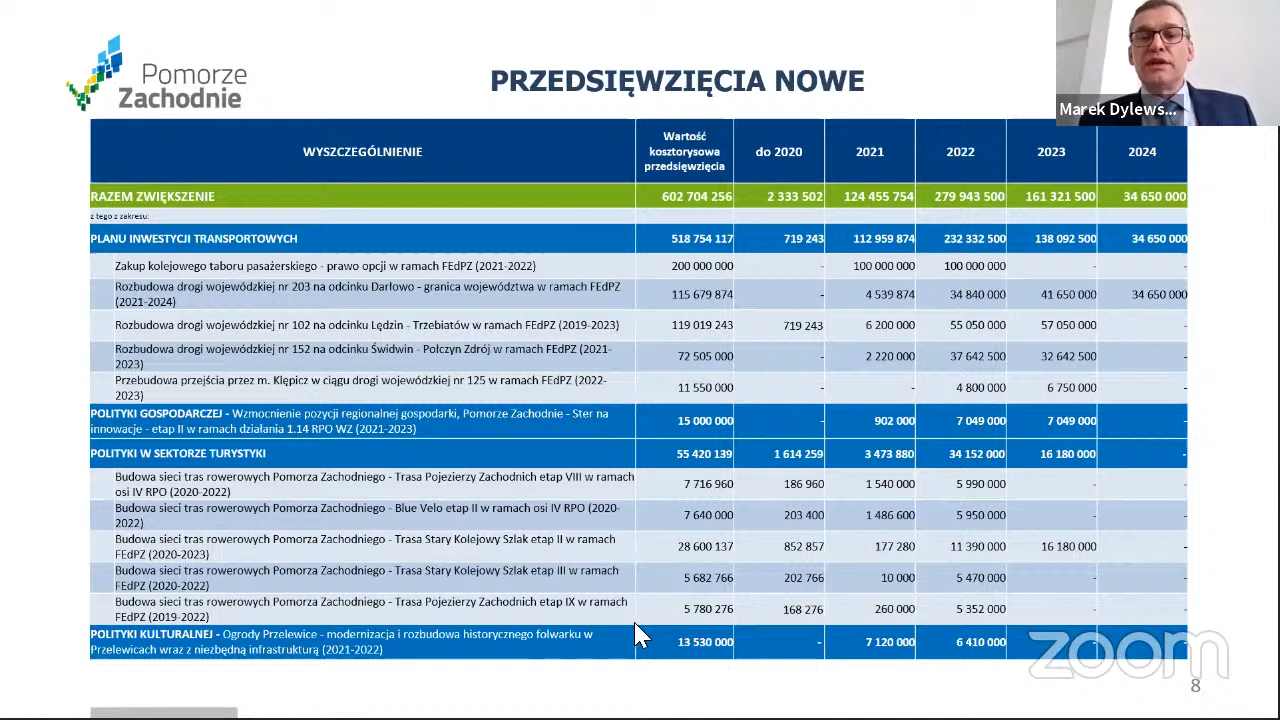 Pomorze
Zachodnie
PRZEDSIĘWZIĘCIA NOWE
Marek Dylews...
WYSZCZEGÓLNIENIE
Wartość
kosztorysowa
przedsięwzięcia
do 2020
2021
2022
2023
2024
RAZEM ZWIĘKSZENIE 602 704 256 2 333 502 124 455 754 279 943 500 161 321 500 34 650 000
z tego z zakresu:
PLANU INWESTYCJI TRANSPORTOWYCH 518 754 117 719 243 112 959 874 232 332 500 138 092 500 34 650 000
Zakup kolejowego taboru pasażerskiego - prawo opcji w ramach FEdPZ (2021-2022) 200 000 000 - 100 000 000 100 000 000 - -
Rozbudowa drogi wojewódzkiej nr 203 na odcinku Darłowo - granica województwa w ramach FEdPZ
(2021-2024) 115 679 874 - 4 539 874 34 840 000 41 650 000 34 650 000
Rozbudowa drogi wojewódzkiej nr 102 na odcinku Lędzin - Trzebiatów w ramach FEdPZ (2019-2023) 119 019 243 719 243 6 200 000 55 050 000 57 050 000 -
Rozbudowa drogi wojewódzkiej nr 152 na odcinku Świdwin - Połczyn Zdrój w ramach FEdPZ (2021-
2023) 72 505 000 - 2 220 000 37 642 500 32 642 500 -
Przebudowa przejścia przez m. Klępicz w ciągu drogi wojewódzkiej nr 125 w ramach FEdPZ (2022-
2023) 11 550 000 - - 4 800 000 6 750 000 -
POLITYKI GOSPODARCZEJ - Wzmocnienie pozycji regionalnej gospodarki, Pomorze Zachodnie - Ster na
innowacje - etap II w ramach działania 1.14 RPO WZ (2021-2023) 15 000 000 - 902 000 7 049 000 7 049 000 -
POLITYKI W SEKTORZE TURYSTYKI 55 420 139 1 614 259 3 473 880 34 152 000 16 180 000 -
Budowa sieci tras rowerowych Pomorza Zachodniego - Trasa Pojezierzy Zachodnich etap VIII w ramach
osi IV RPO (2020-2022) 7 716 960 186 960 1 540 000 5 990 000 - -
Budowa sieci tras rowerowych Pomorza Zachodniego - Blue Velo etap II w ramach osi IV RPO (2020-
2022) 7 640 000 203 400 1 486 600 5 950 000 - -
Budowa sieci tras rowerowych Pomorza Zachodniego - Trasa Stary Kolejowy Szlak etap II w ramach
FEdPZ (2020-2023) 28 600 137 852 857 177 280 11 390 000 16 180 000 -
Budowa sieci tras rowerowych Pomorza Zachodniego - Trasa Stary Kolejowy Szlak etap III w ramach
FEdPZ (2020-2022) 5 682 766 202 766 10 000 5 470 000 - -
Budowa sieci tras rowerowych Pomorza Zachodniego - Trasa Pojezierzy Zachodnich etap IX w ramach
FEdPZ (2019-2022) 5 780 276 168 276 260 000 5 352 000 - -
POLITYKI KULTURALNEJ - Ogrody Przelewice - modernizacja i rozbudowa historycznego folwarku w
Przelewicach wraz z niezbędną infrastrukturą (2021-2022) 13 530 000 - 7 120 000 6 410 000 - -
zoom
8